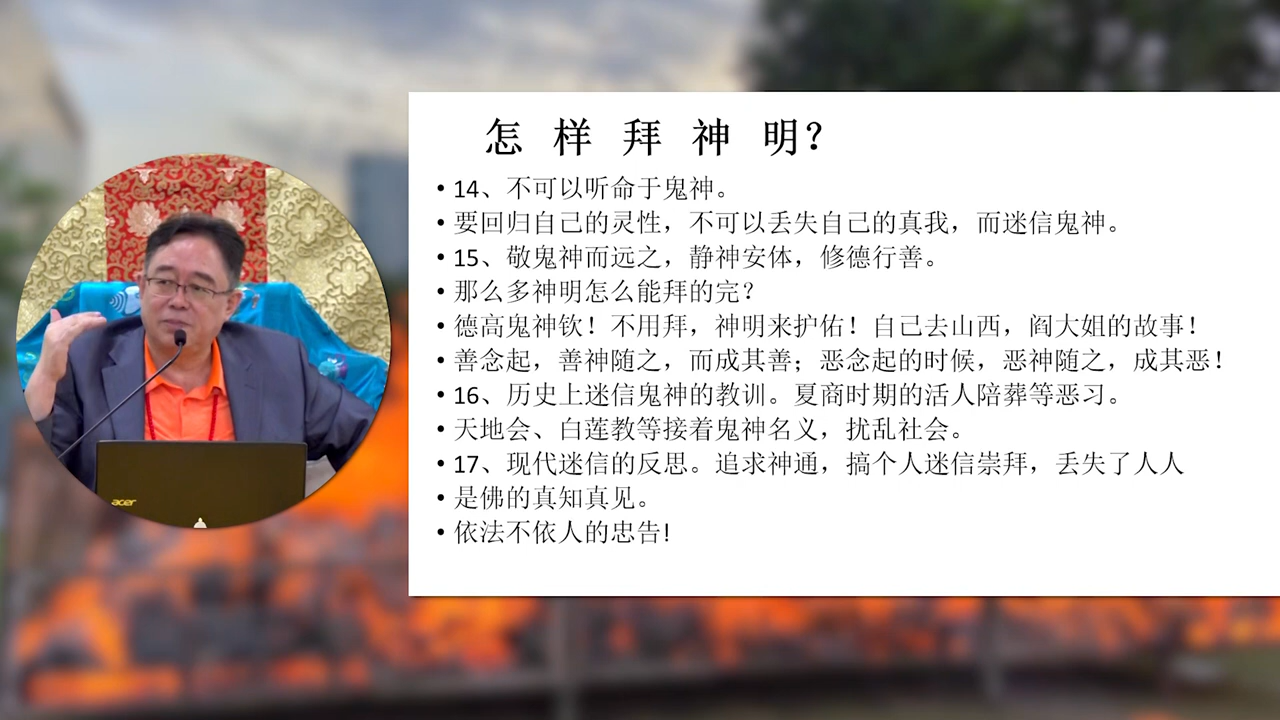 怎 样 拜 神 明?
• 14、不可以听命于鬼神。
• 要回归自己的灵性，不可以丢失自己的真我，而迷信鬼神。
• 15、敬鬼神而远之，静神安体，修德行善。
• 那么多神明怎么能拜的完？
• 德高鬼神钦！不用拜，神明来护佑！自己去山西，阎大姐的故事！
• 善念起，善神随之，而成其善；恶念起的时候，恶神随之，成其恶！
• 16、历史上迷信鬼神的教训。夏商时期的活人陪葬等恶习。
• 天地会、白莲教等接着鬼神名义，扰乱社会。
• 17、现代迷信的反思。追求神通，搞个人迷信崇拜，丢失了人人
• 是佛的真知真见。
• 依法不依人的忠告!
acer